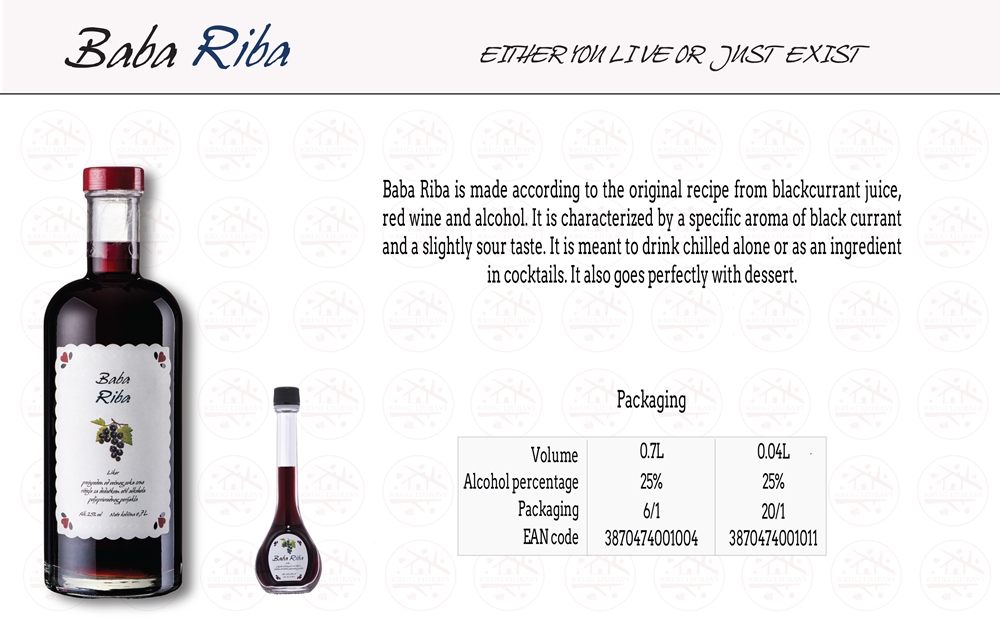 Baba Riba
EITHER YOU LIVE OR JUST EXIST
Baba Riba is made according to the original recipe from blackcurrant juice,
red wine and alcohol. It is characterized by a specific aroma of black currant
and a slightly sour taste. It is meant to drink chilled alone or as an ingredient
in cocktails. It also goes perfectly with dessert.
Baba
Riba
Liker
Baba Riba
Packaging
Volume 0.7L 0.04L
Alcohol percentage 25% 25%
Packaging 6/1 20/1
EAN code 3870474001004 3870474001011